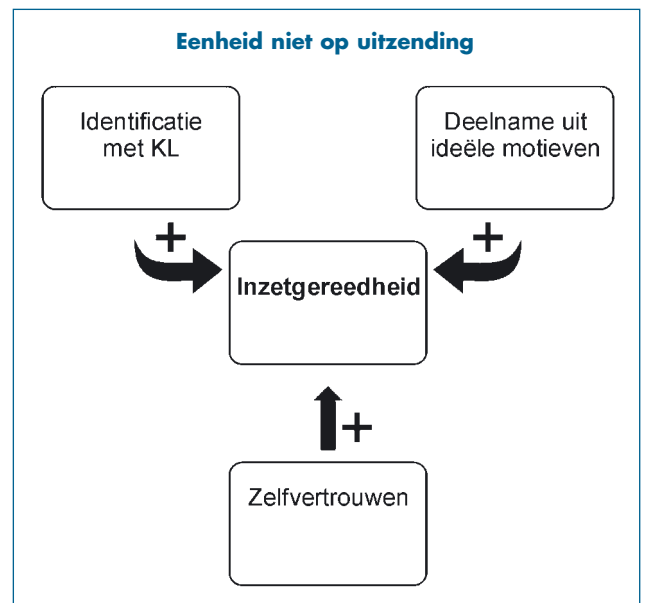 Eenheid niet op uitzending
Identificatie
met KL
Deelname uit
ideële motieven
+
+
Inzetgereedheid
+
Zelfvertrouwen